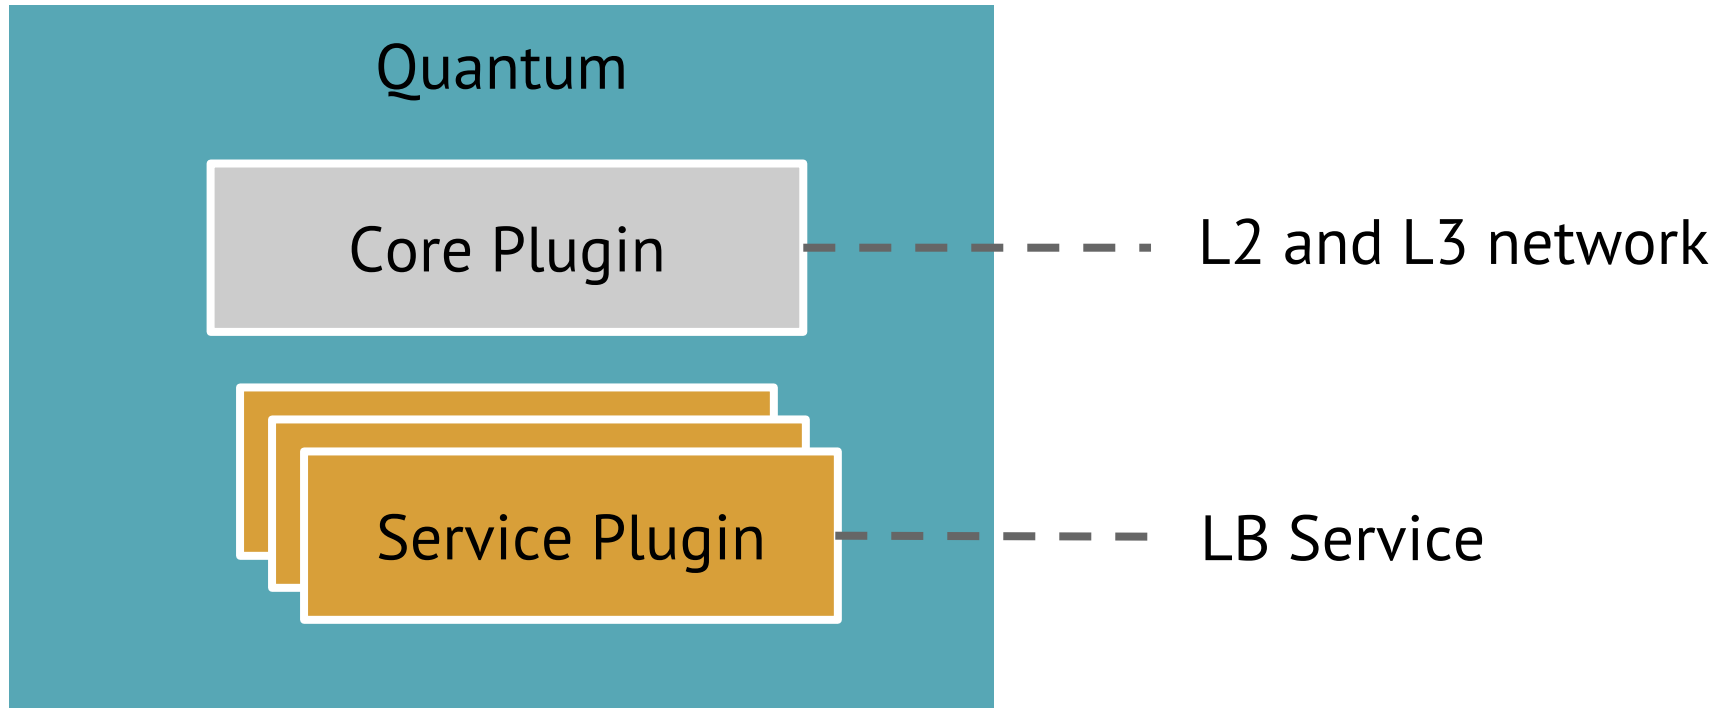 Quantum
Core Plugin
L2 and L3 network
Service Plugin
LB Service